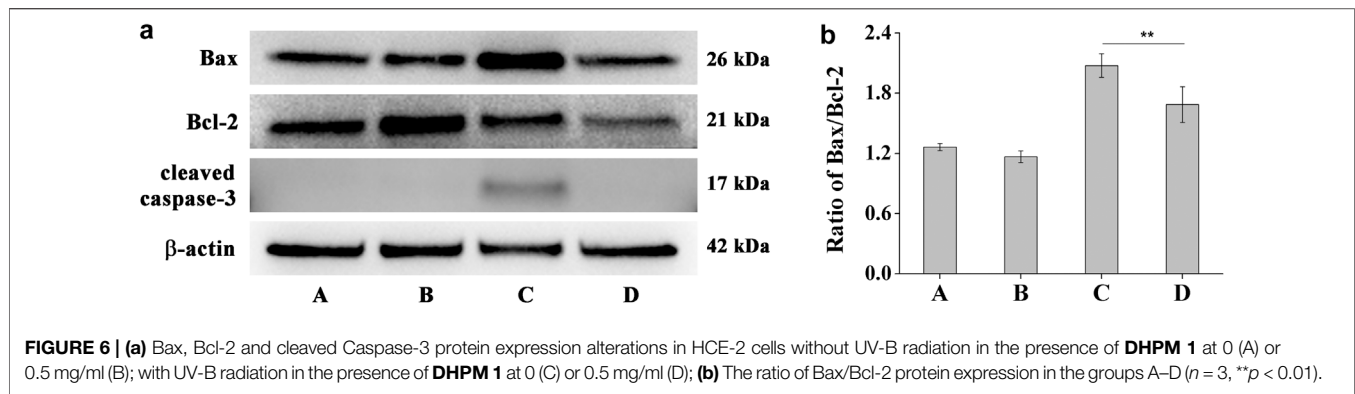 a
Bax
26 kDa
Bcl-2
21 kDa
cleaved
caspase-3
17 kDa
β-actin
42 kDa
A B C D
b
Ratio of Bax/Bcl-2
2.4
1.8
1.2
0.6
0.0
**
A B C D
FIGURE 6 | (a) Bax, Bcl-2 and cleaved Caspase-3 protein expression alterations in HCE-2 cells without UV-B radiation in the presence of DHPM 1 at 0 (A) or
0.5 mg/ml (B); with UV-B radiation in the presence of DHPM 1 at 0 (C) or 0.5 mg/ml (D); (b) The ratio of Bax/Bcl-2 protein expression in the groups A–D (n = 3, **p < 0.01).